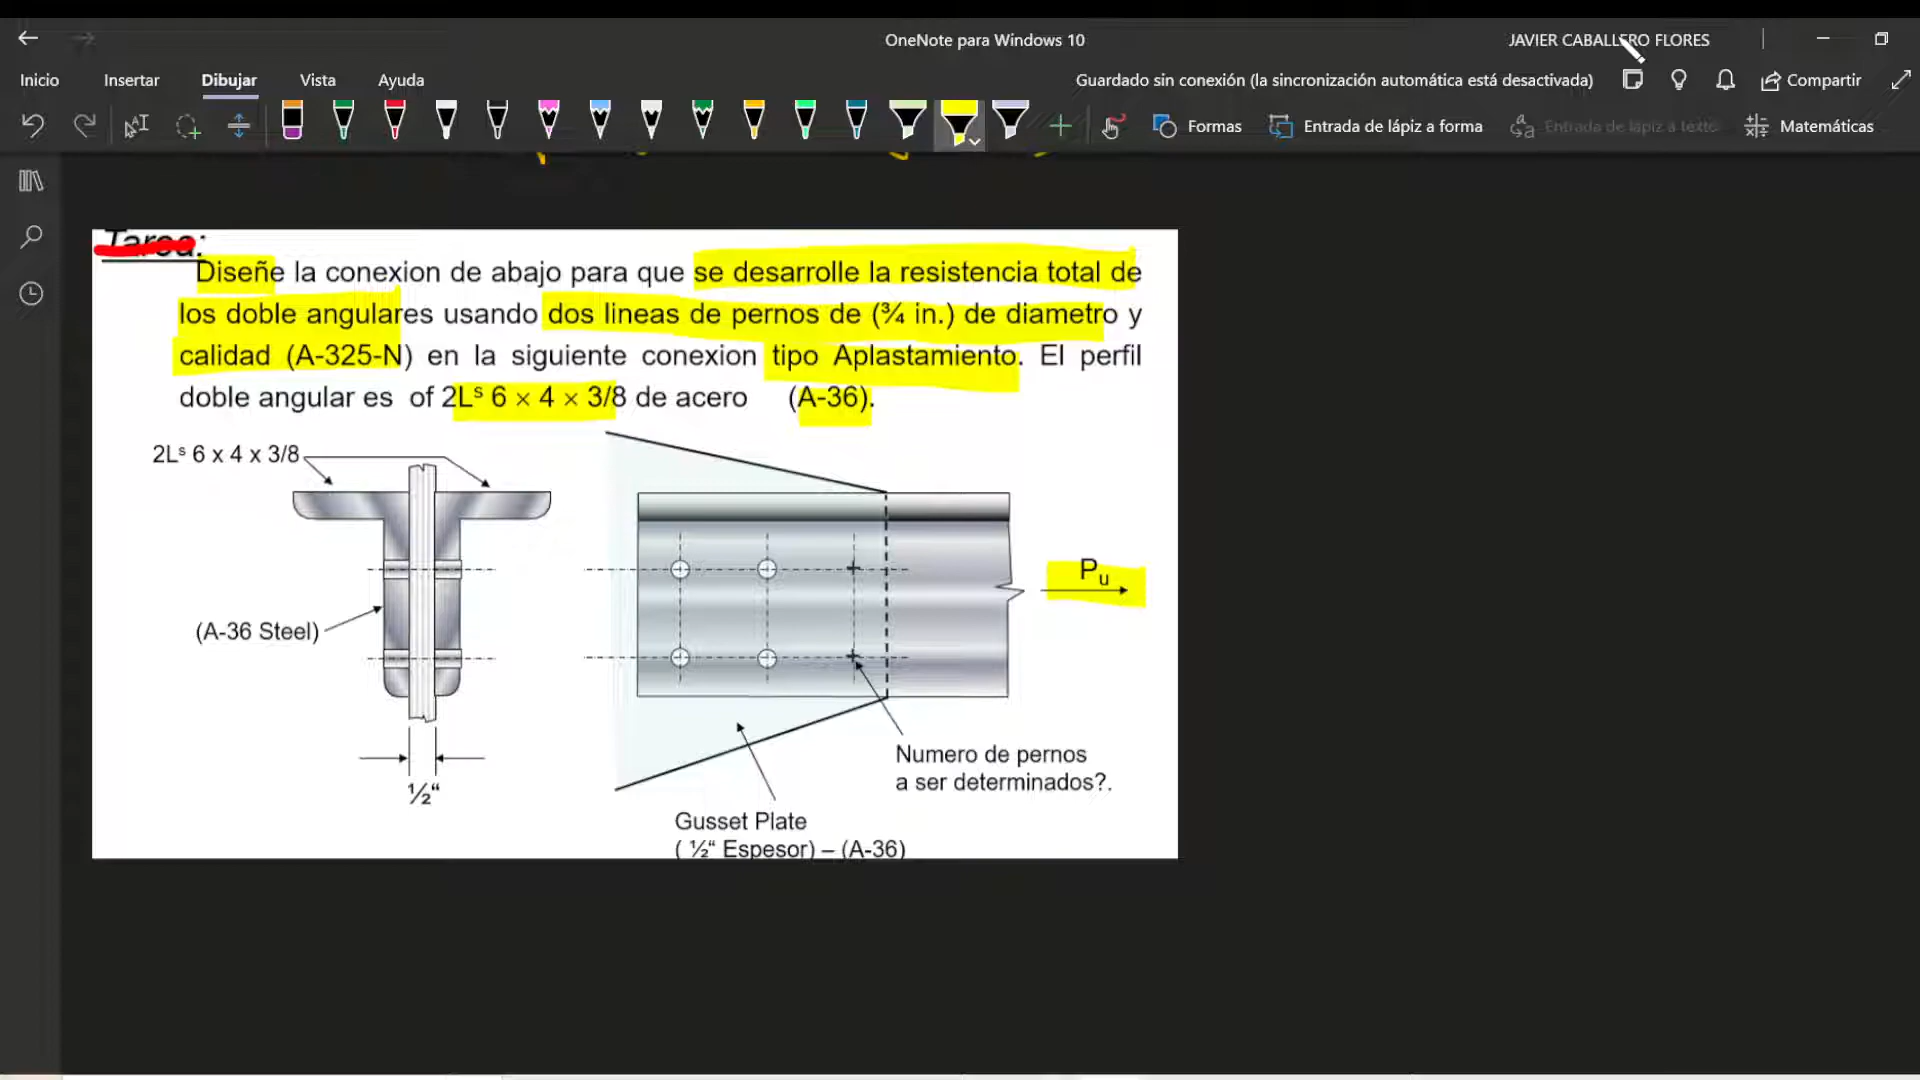 OneNote para Windows 10
JAVIER CABALLERO FLORES
Inicio
Insertar
Dibujar
Vista
Ayuda
Guardado sin conexión (la sincronización automática está desactivada)
Compartir
Formas
Entrada de lápiz a forma
Entrada de lápiz a texto
Matemáticas
Tarea:
Diseñe la conexion de abajo para que se desarrolle la resistencia total de
los doble angulares usando dos lineas de pernos de (¾ in.) de diametro y
calidad (A-325-N) en la siguiente conexion tipo Aplastamiento. El perfil
doble angular es of 2Lˢ 6 × 4 × 3/8 de acero (A-36).
2Lˢ 6 x 4 x 3/8
Pu
(A-36 Steel)
Numero de pernos
a ser determinados?.
½“
Gusset Plate
( ½“ Espesor) – (A-36)